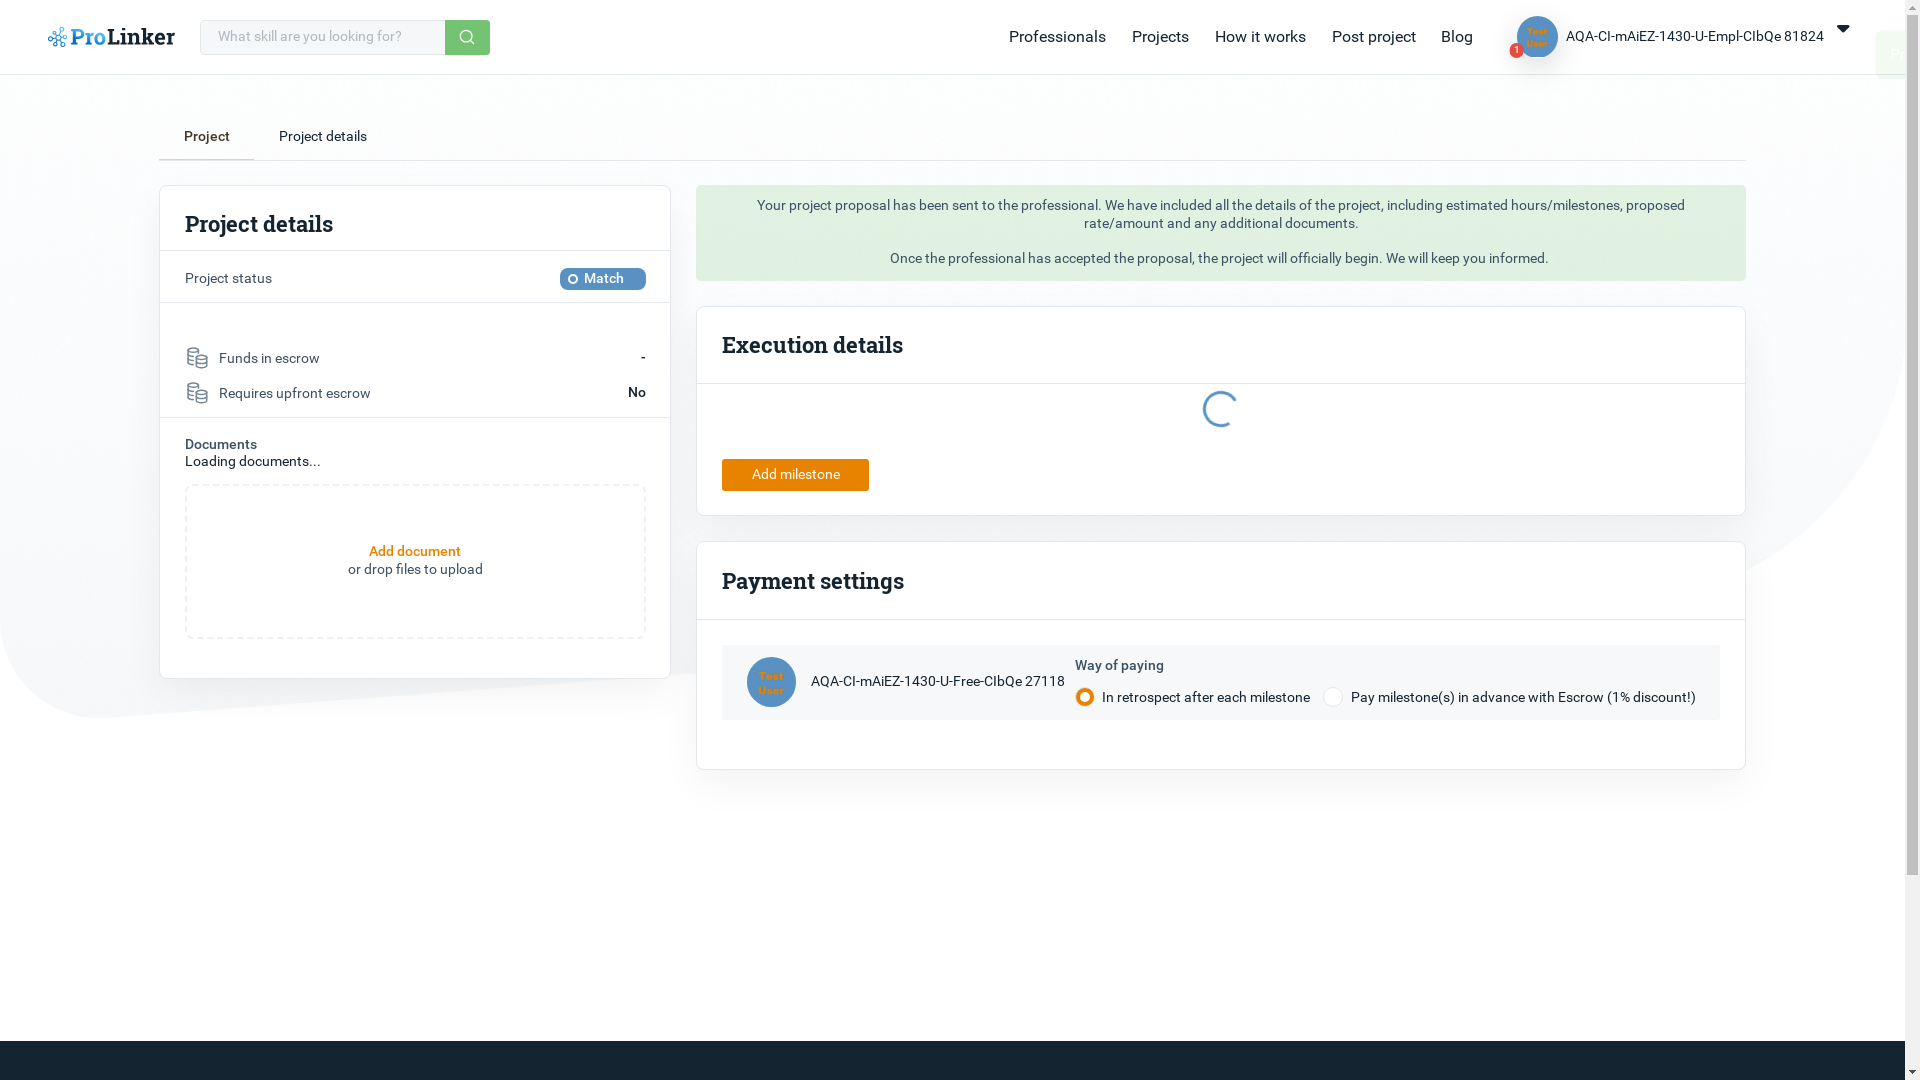 ProLinker
What skill are you looking for?
Professionals
Projects
How it works
Post project
Blog
Test
User
1
AQA-CI-mAiEZ-1430-U-Empl-CIbQe 81824
Project
Project details
Project details
Project status
Match
Funds in escrow
-
Requires upfront escrow
No
Documents
Loading documents...
Add document
or drop files to upload
Your project proposal has been sent to the professional. We have included all the details of the project, including estimated hours/milestones, proposed
rate/amount and any additional documents.
Once the professional has accepted the proposal, the project will officially begin. We will keep you informed.
Execution details
Add milestone
Payment settings
Test
User
AQA-CI-mAiEZ-1430-U-Free-CIbQe 27118
Way of paying
In retrospect after each milestone
Pay milestone(s) in advance with Escrow (1% discount!)